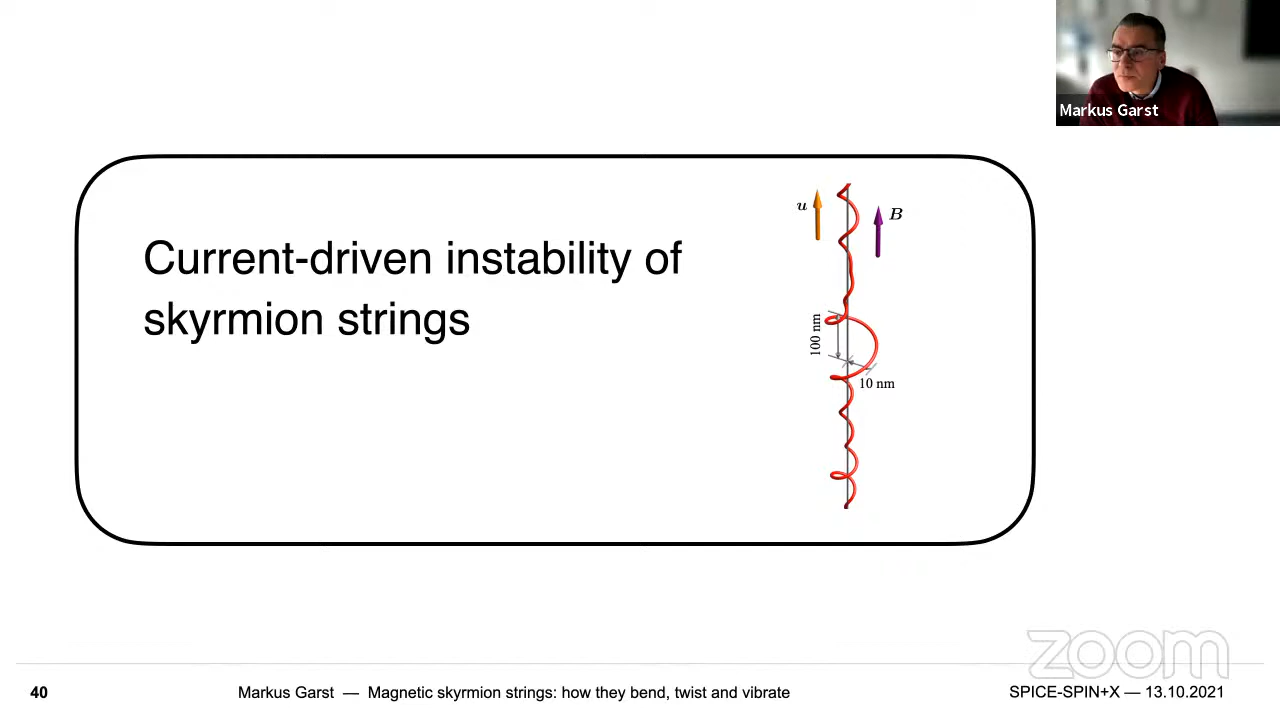 Markus Garst
u
B
Current-driven instability of
skyrmion strings
100 nm
10 nm
zoom
40
Markus Garst — Magnetic skyrmion strings: how they bend, twist and vibrate
SPICE-SPIN+X — 13.10.2021